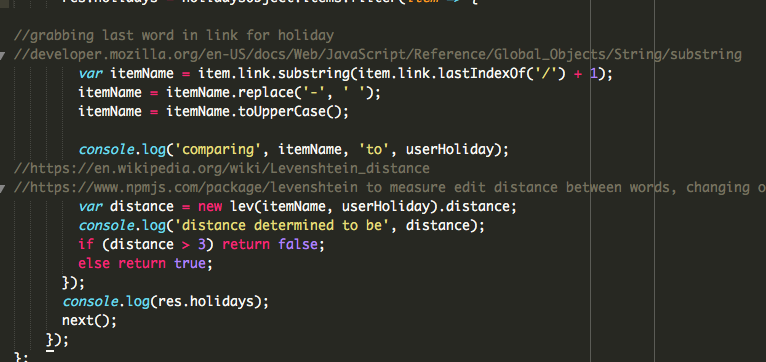 res.holidays = holidaysObject.items.filter(item => {
//grabbing last word in link for holiday
//developer.mozilla.org/en-US/docs/Web/JavaScript/Reference/Global_Objects/String/substring
var itemName = item.link.substring(item.link.lastIndexOf('/') + 1);
itemName = itemName.replace('-', ' ');
itemName = itemName.toUpperCase();
console.log('comparing', itemName, 'to', userHoliday);
//https://en.wikipedia.org/wiki/Levenshtein_distance
//https://www.npmjs.com/package/levenshtein to measure edit distance between words, changing o
var distance = new lev(itemName, userHoliday).distance;
console.log('distance determined to be', distance);
if (distance > 3) return false;
else return true;
});
console.log(res.holidays);
next();
});
};